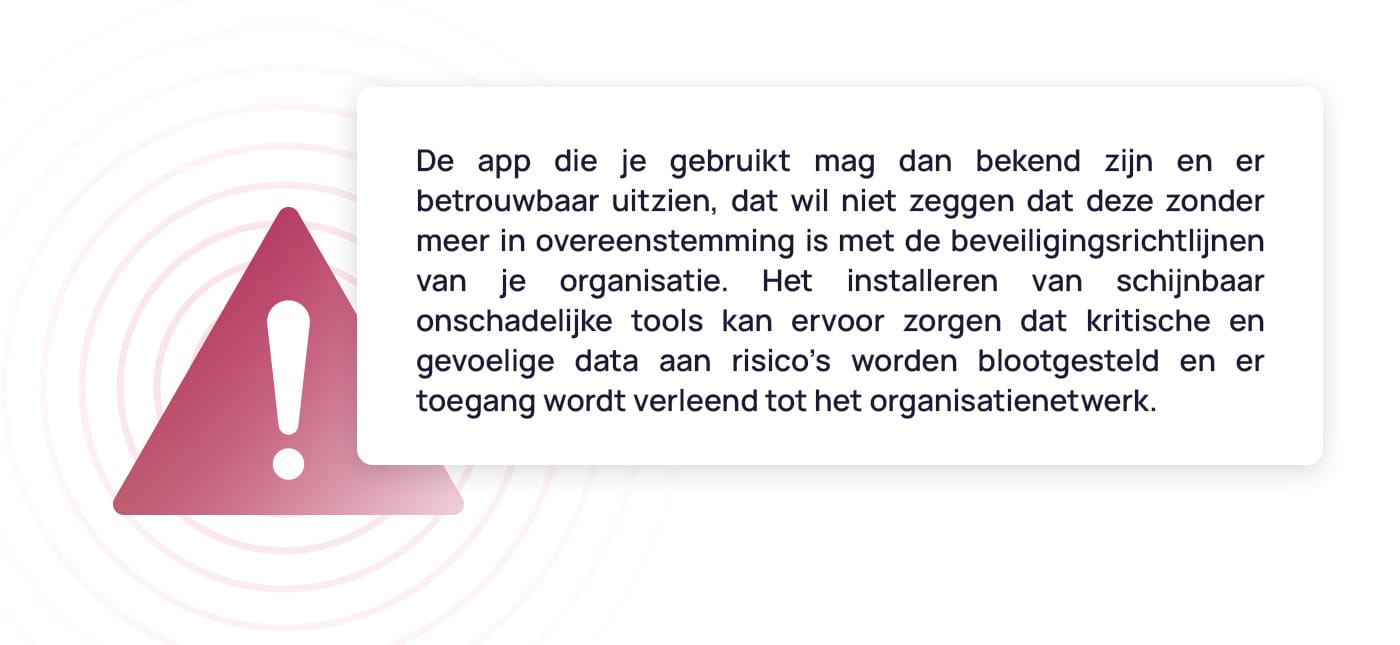 De app die je gebruikt mag dan bekend zijn en er
betrouwbaar uitzien, dat wil niet zeggen dat deze zonder
meer in overeenstemming is met de beveiligingsrichtlijnen
van je organisatie. Het installeren van schijnbaar
onschadelijke tools kan ervoor zorgen dat kritische en
gevoelige data aan risico’s worden blootgesteld en er
toegang wordt verleend tot het organisatienetwerk.